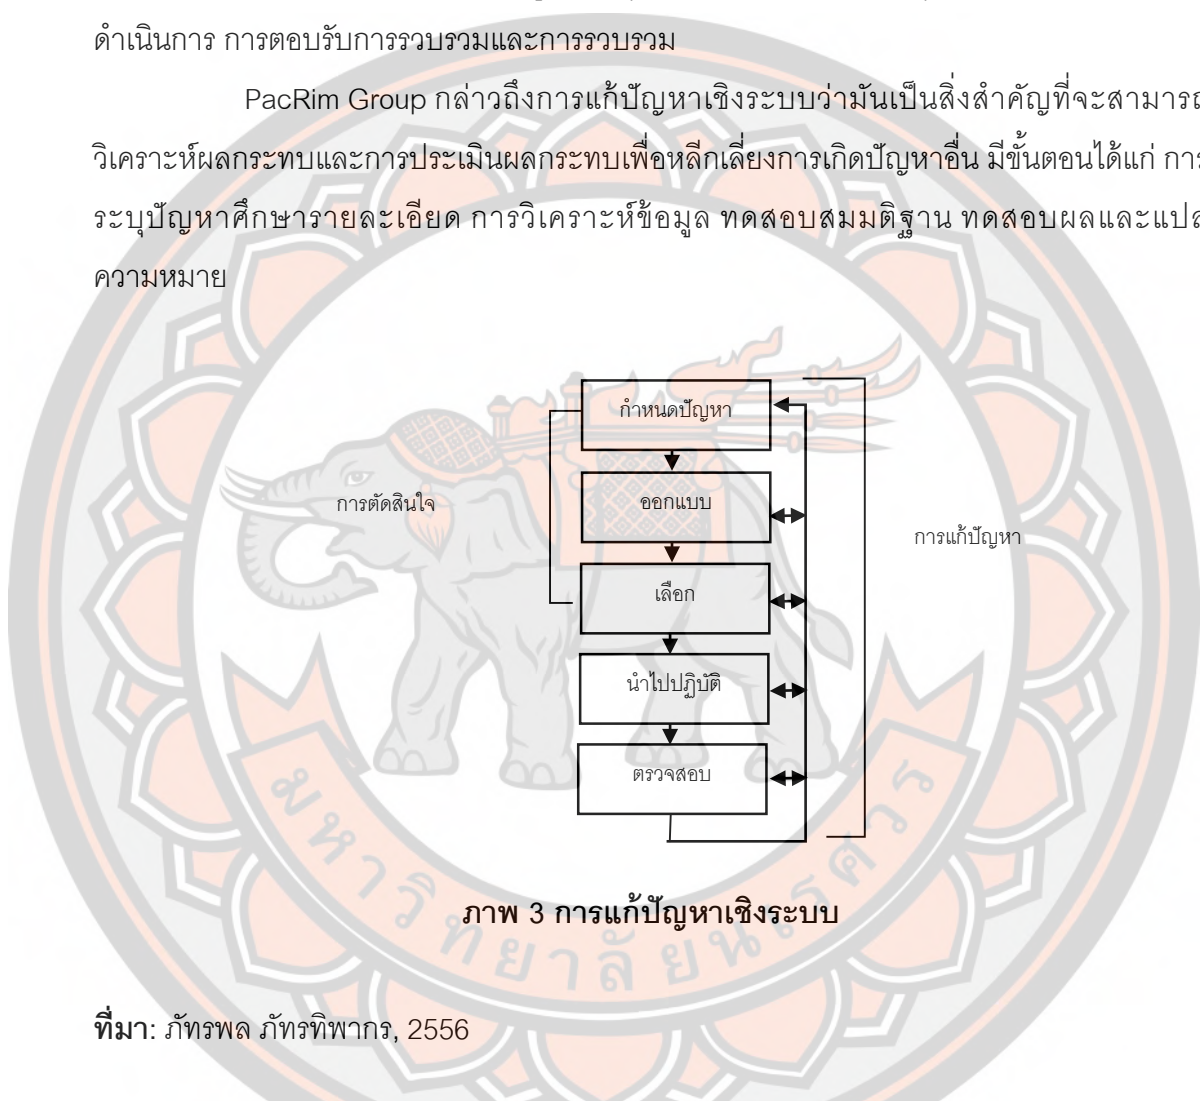 ดำเนินการ การตอบรับการรวบรวมและการรวบรวม
PacRim Group กล่าวถึงการแก้ปัญหาเชิงระบบว่ามันเป็นสิ่งสำคัญที่จะสามารถ
วิเคราะห์ผลกระทบและการประเมินผลกระทบเพื่อหลีกเลี่ยงการเกิดปัญหาอื่น มีขั้นตอนได้แก่ การ
ระบุปัญหาศึกษารายละเอียด การวิเคราะห์ข้อมูล ทดสอบสมมติฐาน ทดสอบผลและแปล
ความหมาย
กำหนดปัญหา
การตัดสินใจ
ออกแบบ
การแก้ปัญหา
เลือก
นำไปปฏิบัติ
ตรวจสอบ
มหาวิทยาลัยนเรศวร
ภาพ 3 การแก้ปัญหาเชิงระบบ
ที่มา: ภัทรพล ภัทรทิพากร, 2556